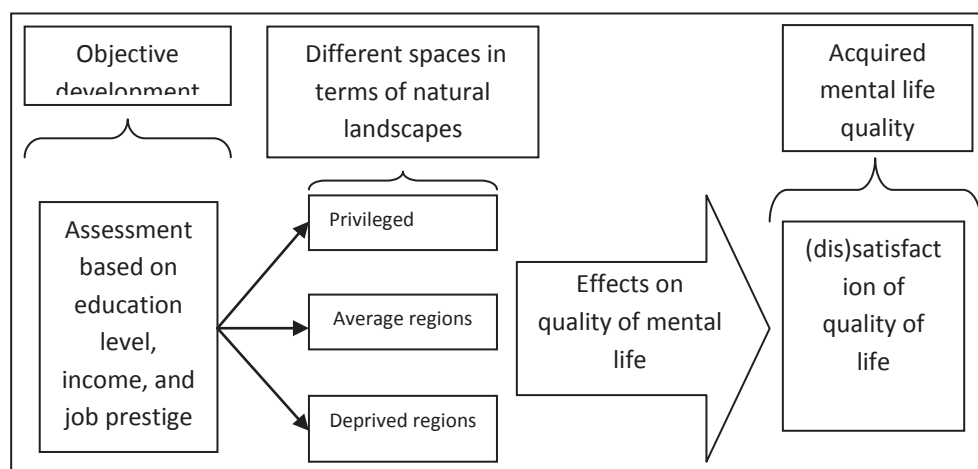 Objective
development
Different spaces in
terms of natural
landscapes
Acquired
mental life
quality
Assessment
based on
education
level,
income, and
job prestige
Privileged
Average regions
Deprived regions
Effects on
quality of mental
life
(dis)satisfact
ion of
quality of
life